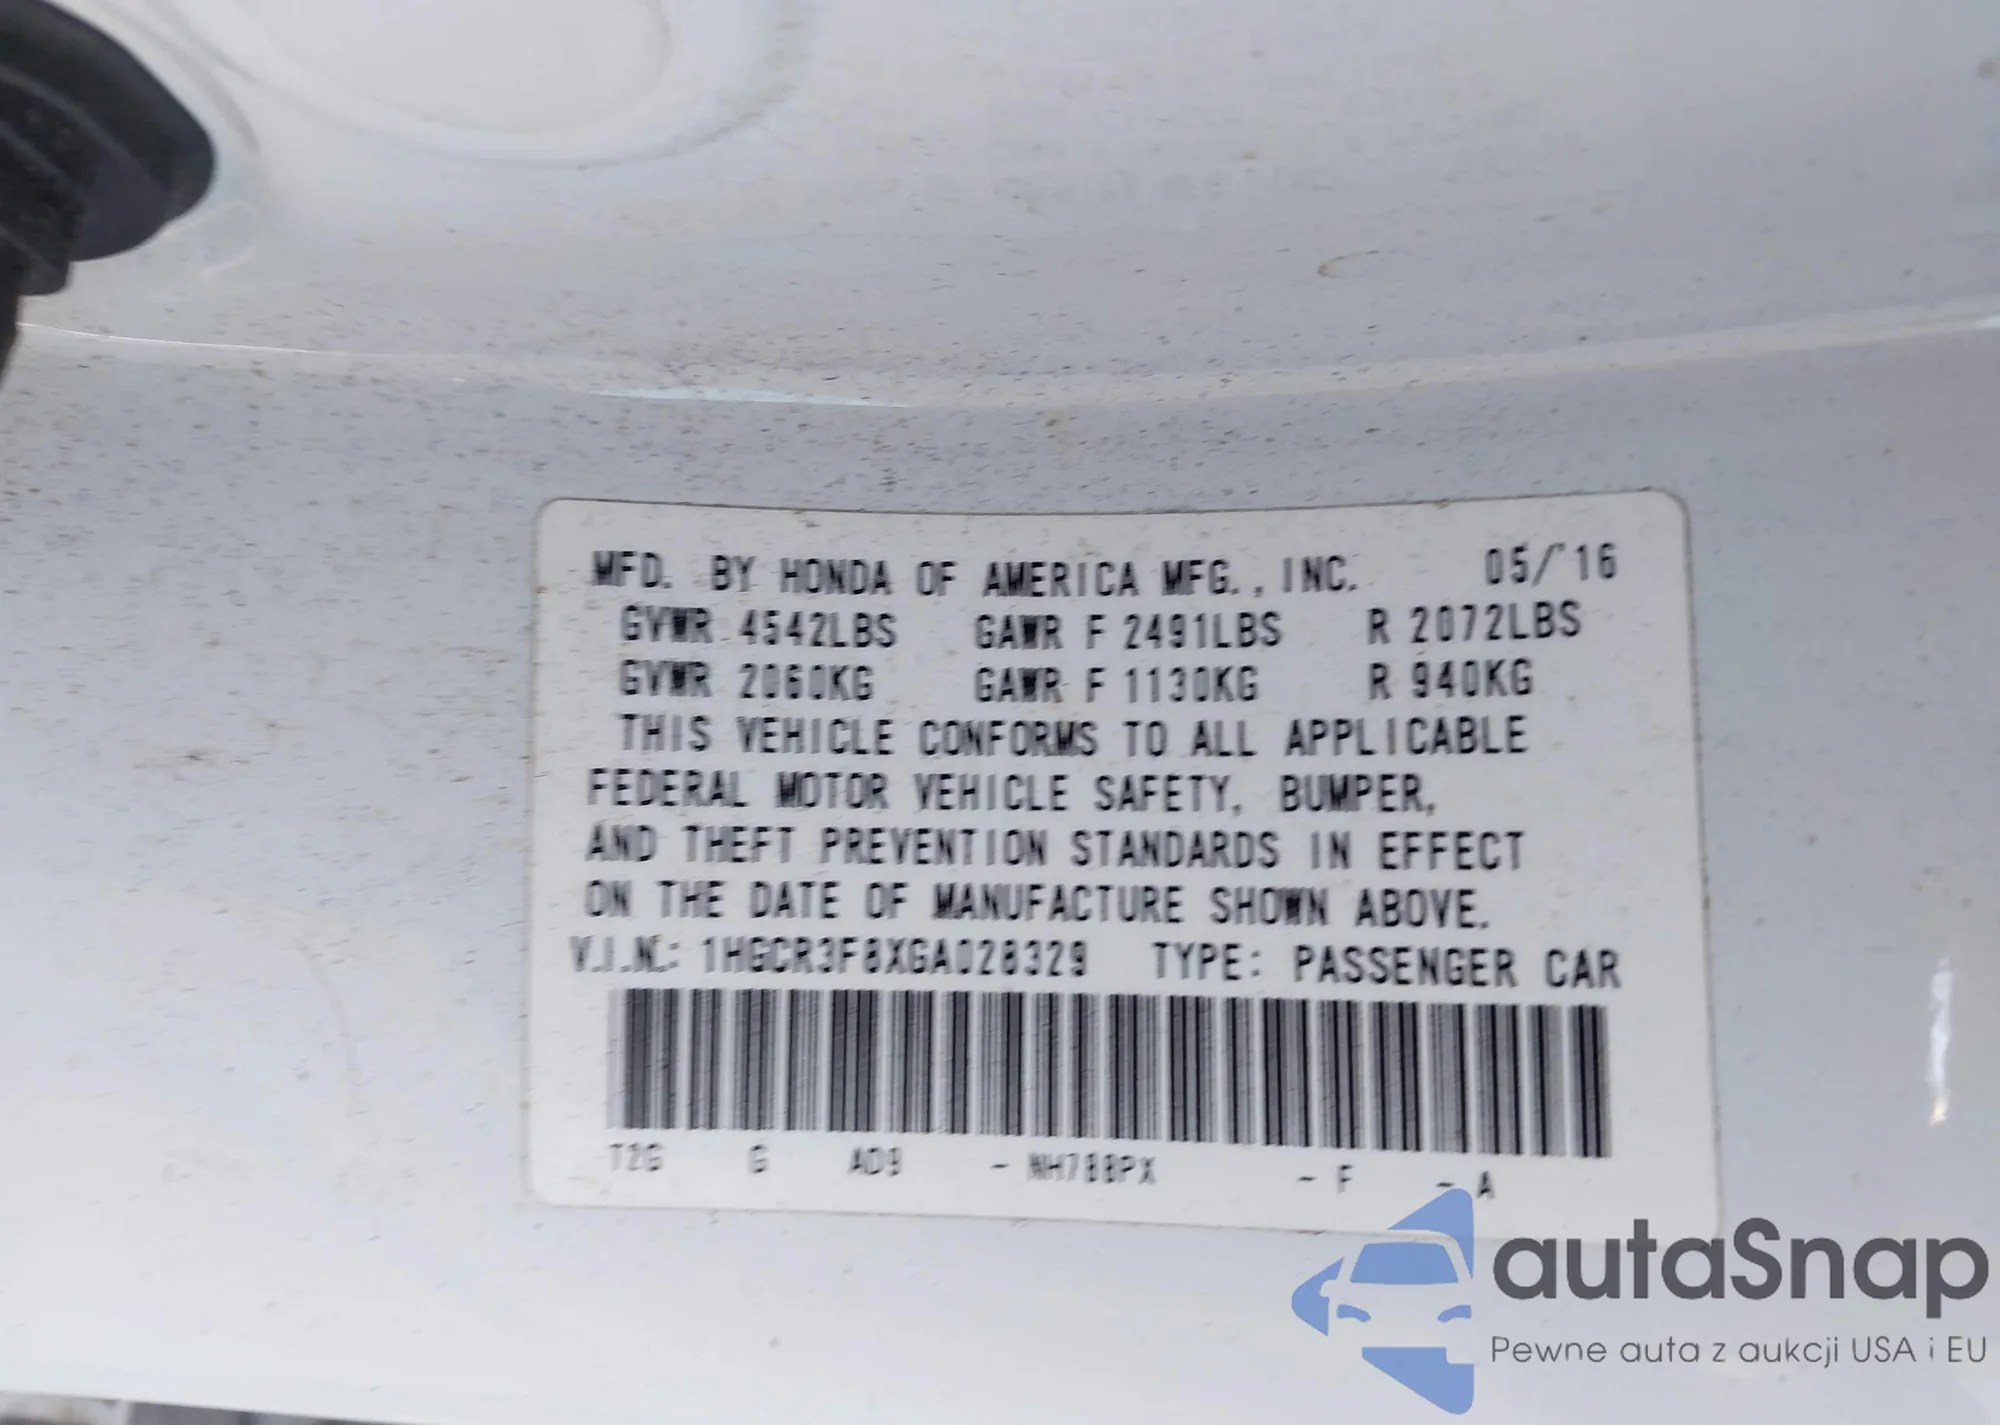 MFD. BY HONDA OF AMERICA MFG., INC. 05/'16
GVWR 4542LBS GAWR F 2491LBS R 2072LBS
GVWR 2060KG GAWR F 1130KG R 940KG
THIS VEHICLE CONFORMS TO ALL APPLICABLE
FEDERAL MOTOR VEHICLE SAFETY, BUMPER,
AND THEFT PREVENTION STANDARDS IN EFFECT
ON THE DATE OF MANUFACTURE SHOWN ABOVE.
V.I.N.: 1HGCR3F8XGA028329 TYPE: PASSENGER CAR
T2G G AD9 - NH788PX - F - A
autaSnap
Pewne auta z aukcji USA i EU